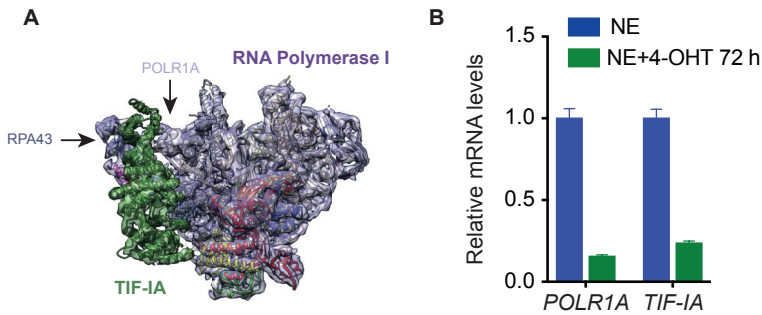 A
RNA Polymerase I
POLR1A
RPA43
TIF-IA
B
NE
NE+4-OHT 72 h
Relative mRNA levels
1.5
1.0
0.5
0.0
POLR1A TIF-IA